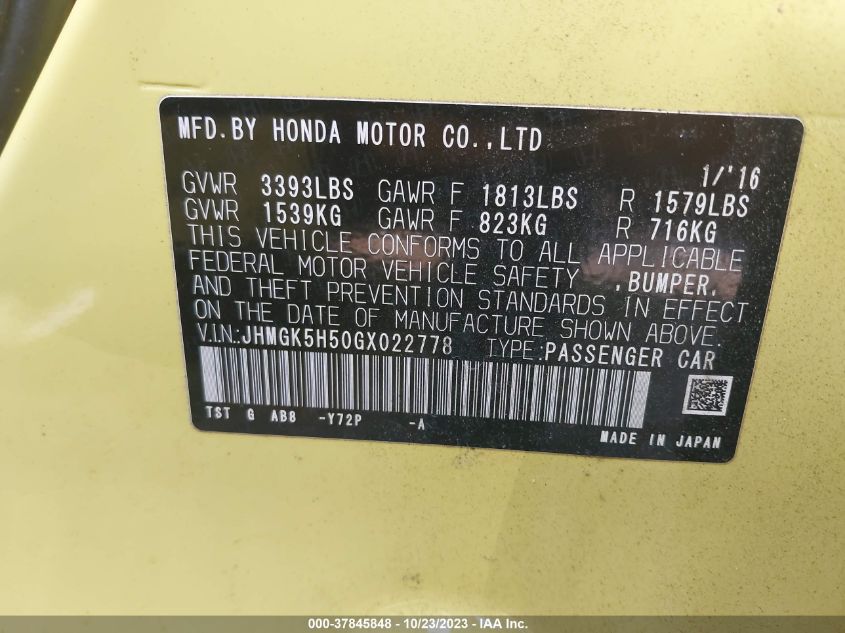 MFD.BY HONDA MOTOR CO.,LTD
1/'16
GVWR 3393LBS GAWR F 1813LBS R 1579LBS
GVWR 1539KG GAWR F 823KG R 716KG
THIS VEHICLE CONFORMS TO ALL APPLICABLE
FEDERAL MOTOR VEHICLE SAFETY ,BUMPER,
AND THEFT PREVENTION STANDARDS IN EFFECT
ON THE DATE OF MANUFACTURE SHOWN ABOVE.
V.I.N:JHMGK5H50GX022778 TYPE:PASSENGER CAR
TST G AB8 -Y72P -A
MADE IN JAPAN
000-37845848 - 10/23/2023 - IAA Inc.